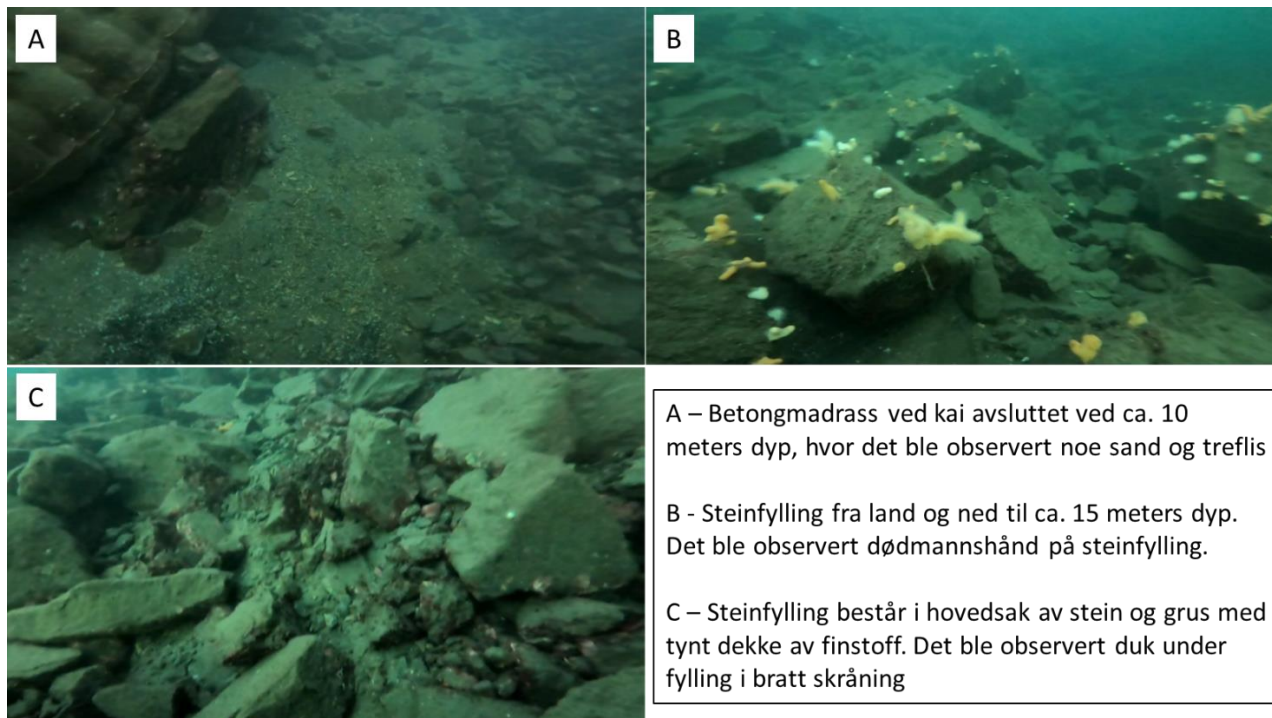 A
B
C
A – Betongmadrass ved kai avsluttet ved ca. 10
meters dyp, hvor det ble observert noe sand og treflis
B - Steinfylling fra land og ned til ca. 15 meters dyp.
Det ble observert dødmannshånd på steinfylling.
C – Steinfylling består i hovedsak av stein og grus med
tynt dekke av finstoff. Det ble observert duk under
fylling i bratt skråning